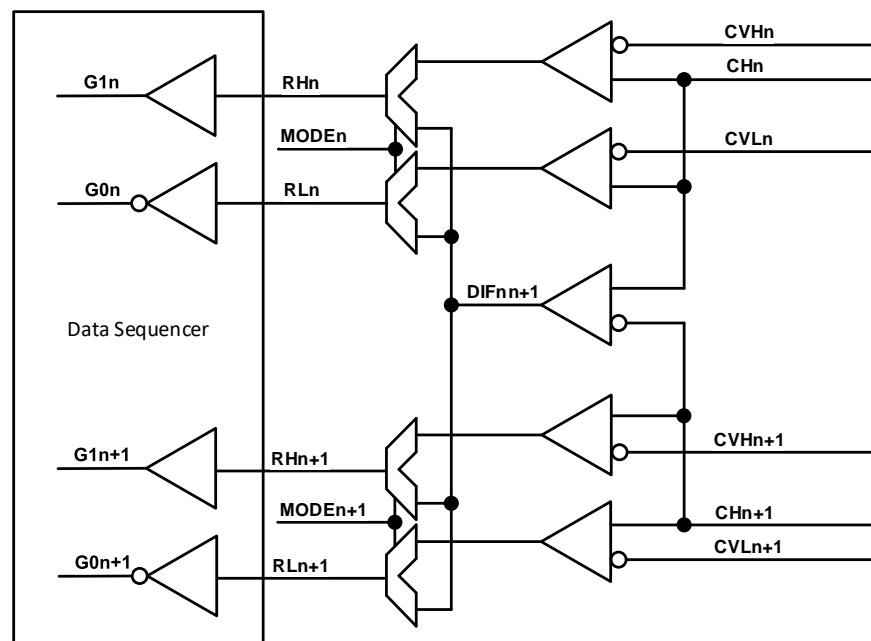 CVHn
G1n
RHn
CHn
MODEn
CVLn
G0n
RLn
DIFnn+1
Data Sequencer
G1n+1
RHn+1
CVHn+1
MODEn+1
CHn+1
CVLn+1
G0n+1
RLn+1